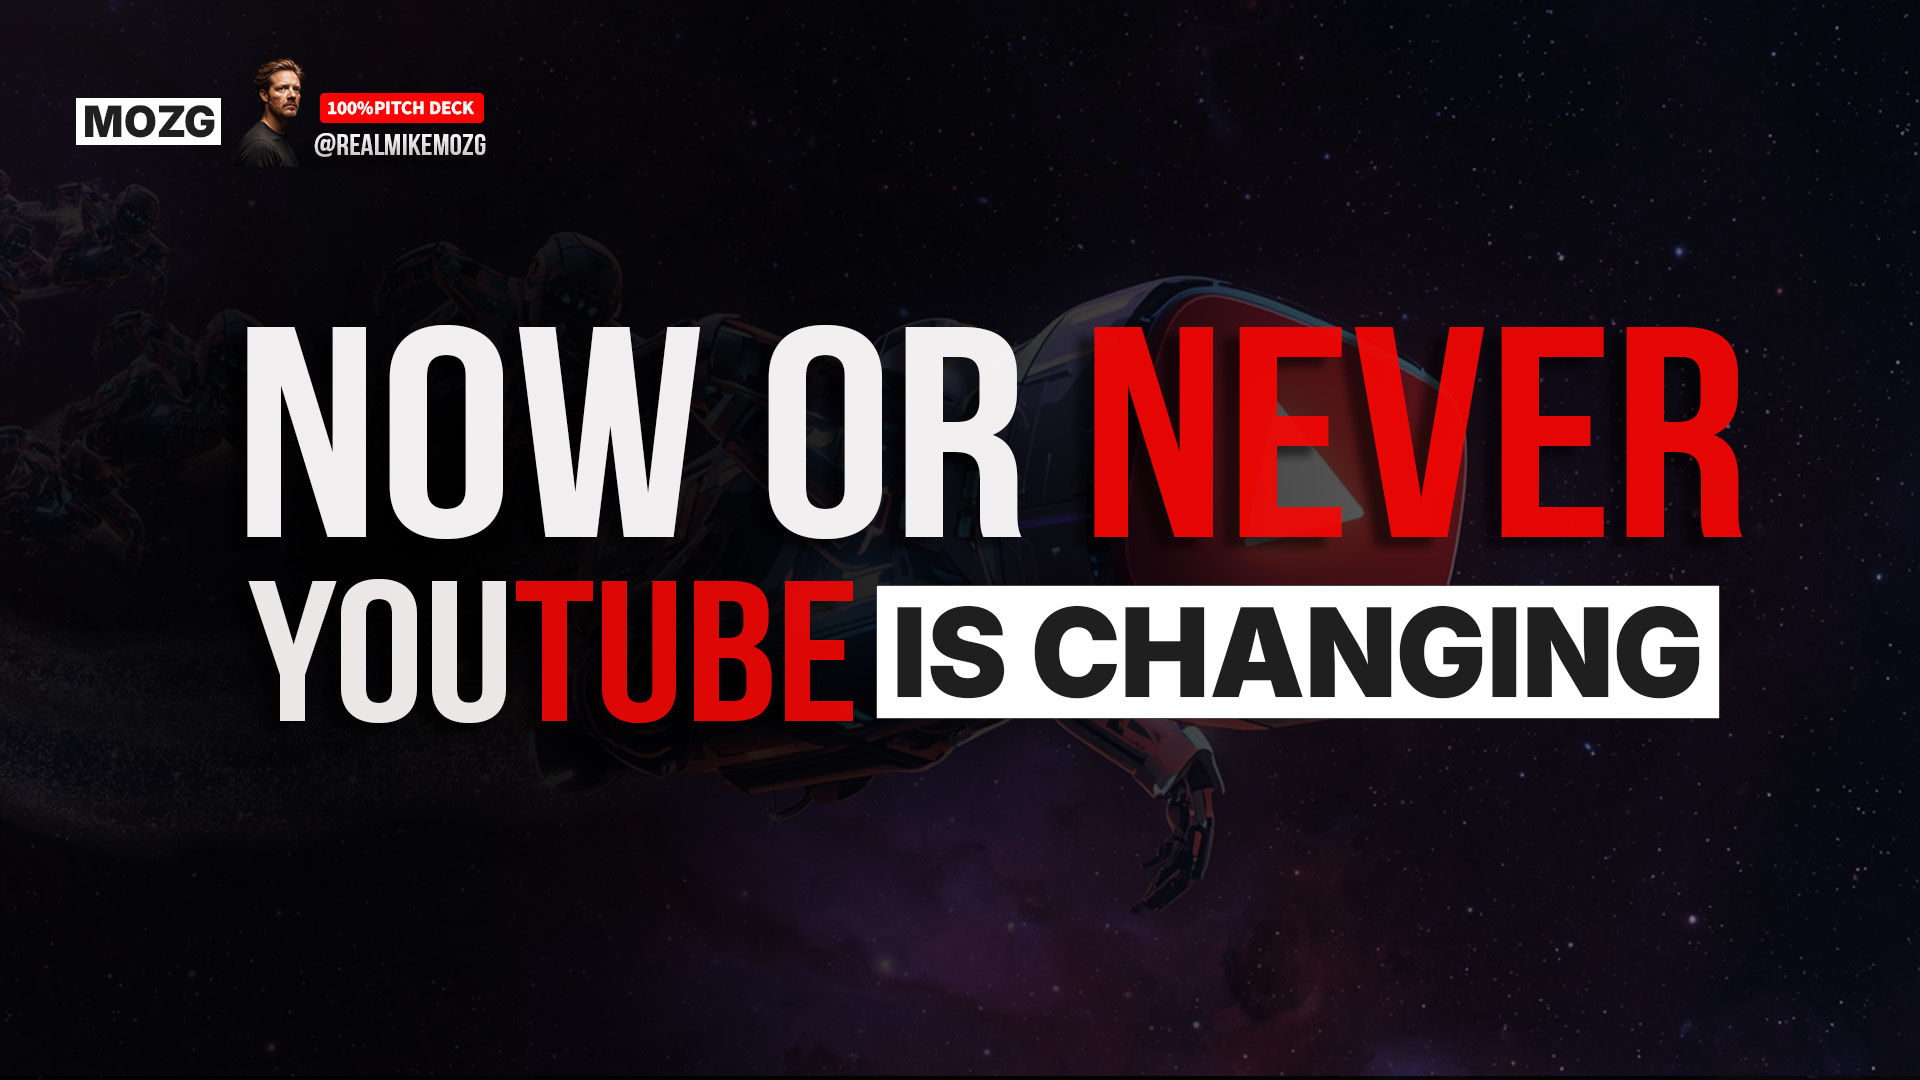 MOZG
100%PITCH DECK
@REALMIKEMOZG
NOW OR NEVER
YOUTUBE IS CHANGING